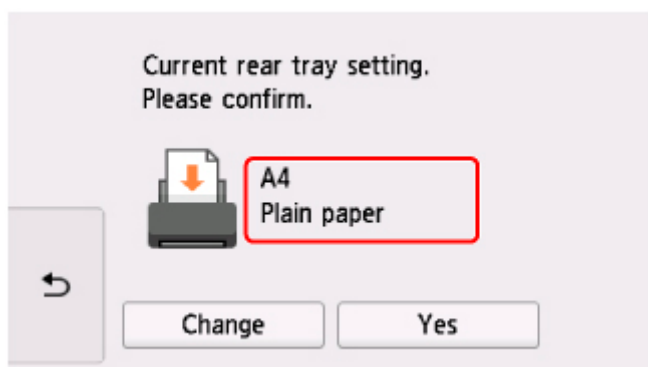 Current rear tray setting.
Please confirm.
A4
Plain paper
Change
Yes